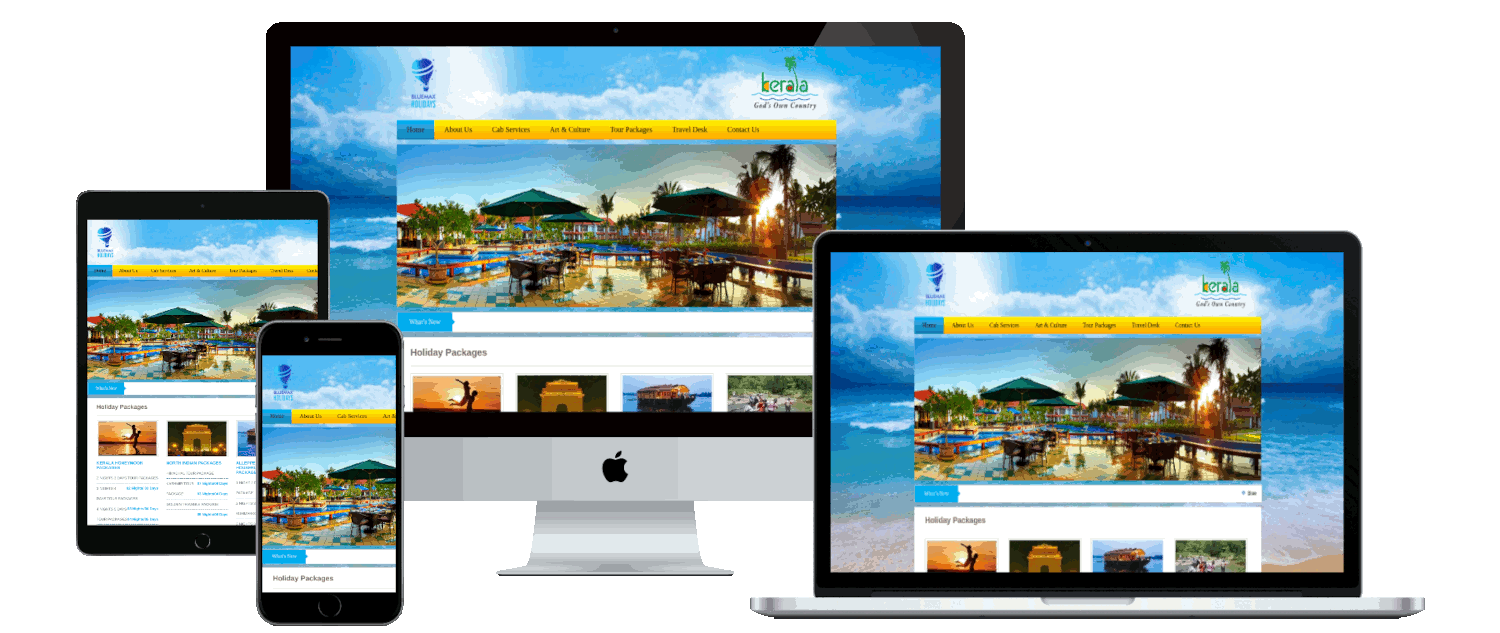 BLUEMAX
HOLIDAYS
kerala
God's Own Country
Home About Us Cab Services Art & Culture Tour Packages Travel Desk Contact Us
What's New
Holiday Packages
BLUEMAX
HOLIDAYS
Home About Us Cab Services Art & Culture Tour Packages Travel Desk
What's New
Holiday Packages
KERALA HONEYMOON
PACKAGES
NORTH INDIAN PACKAGES
BLUEMAX
HOLIDAYS
Home About Us Cab Services
What's New
Holiday Packages
BLUEMAX
HOLIDAYS
kerala
God's Own Country
Home About Us Cab Services Art & Culture Tour Packages Travel Desk Contact Us
What's New
Holiday Packages